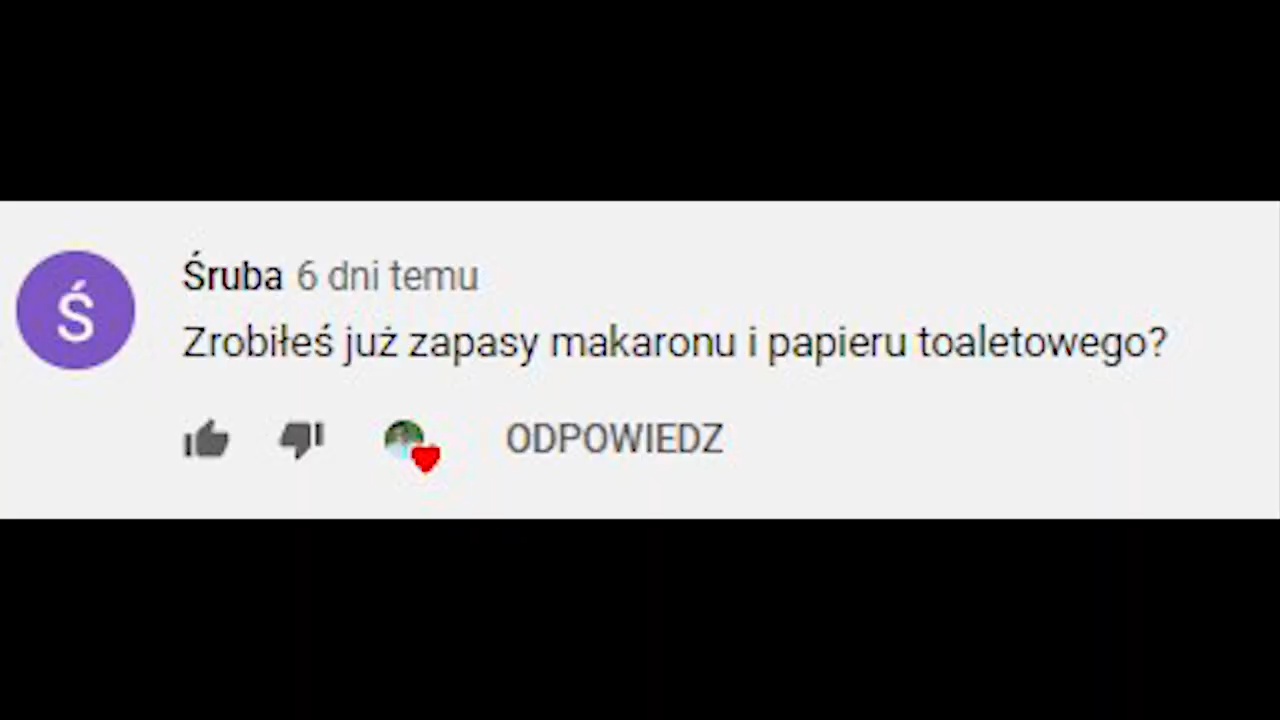 Ś
Śruba 6 dni temu
Zrobiłeś już zapasy makaronu i papieru toaletowego?
ODPOWIEDZ